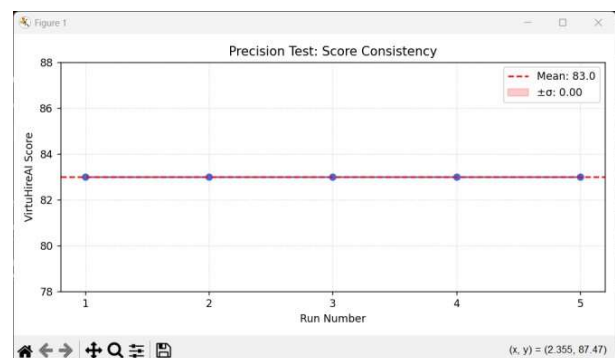 Figure 1
Precision Test: Score Consistency
Mean: 83.0
±σ: 0.00
VirtuHireAI Score
88
86
84
82
80
78
1 2 3 4 5
Run Number
(x, y) = (2.355, 87.47)